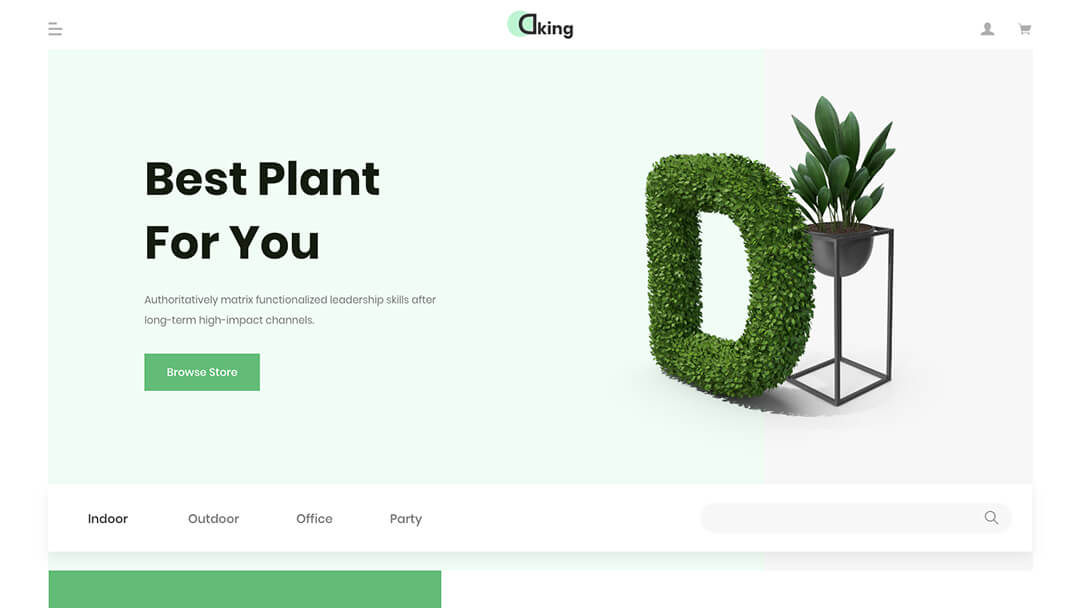 Dking
Best Plant
For You
Authoritatively matrix functionalized leadership skills after
long-term high-impact channels.
Browse Store
D
Indoor Outdoor Office Party